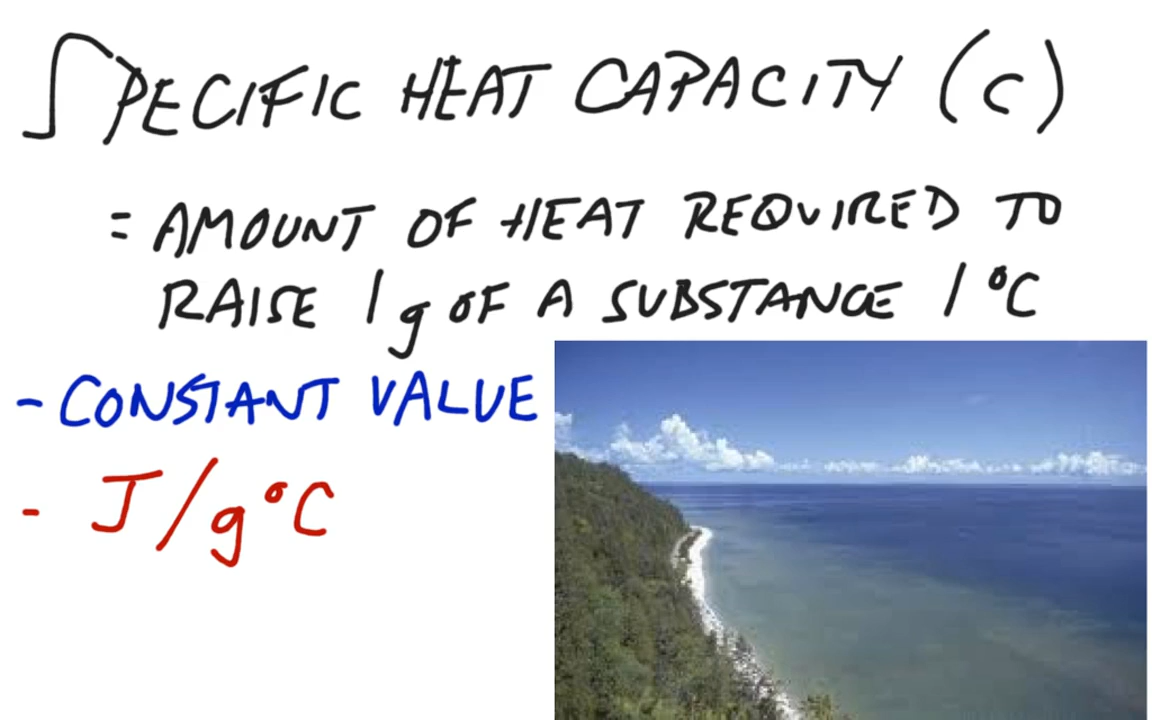 SPECIFIC HEAT CAPACITY (C)
= AMOUNT OF HEAT REQUIRED TO
RAISE 1g OF A SUBSTANCE 1°C
- CONSTANT VALUE
- J/g°C